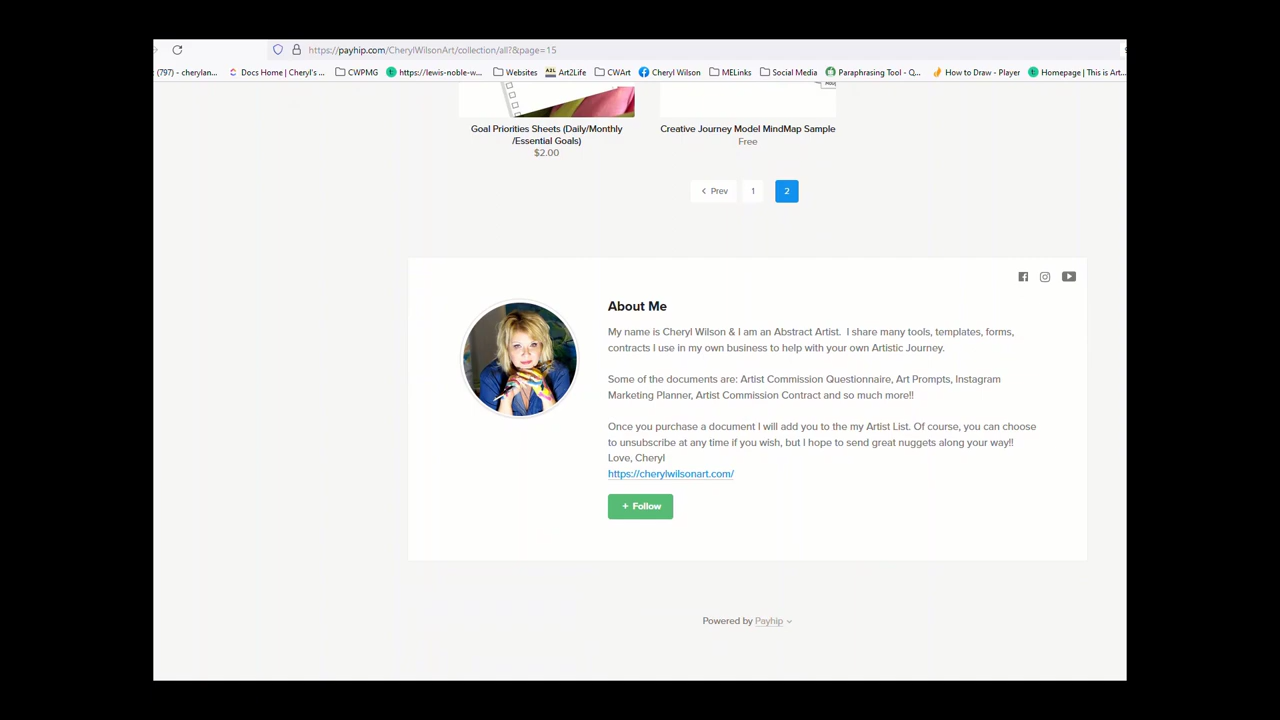 https://payhip.com/CherylWilsonArt/collection/all?&page=15
(797) - cherylan... Docs Home | Cheryl's ... CWPMG https://lewis-noble-w... Websites A2L Art2Life CWArt Cheryl Wilson MELinks Social Media Paraphrasing Tool - Q... How to Draw - Player Homepage | This is Art...
Goal Priorities Sheets (Daily/Monthly
/Essential Goals)
$2.00
Creative Journey Model MindMap Sample
Free
Prev 1 2
About Me
My name is Cheryl Wilson & I am an Abstract Artist.  I share many tools, templates, forms,
contracts I use in my own business to help with your own Artistic Journey.
Some of the documents are: Artist Commission Questionnaire, Art Prompts, Instagram
Marketing Planner, Artist Commission Contract and so much more!!
Once you purchase a document I will add you to the my Artist List. Of course, you can choose
to unsubscribe at any time if you wish, but I hope to send great nuggets along your way!!
Love, Cheryl
https://cherylwilsonart.com/
+ Follow
Powered by Payhip